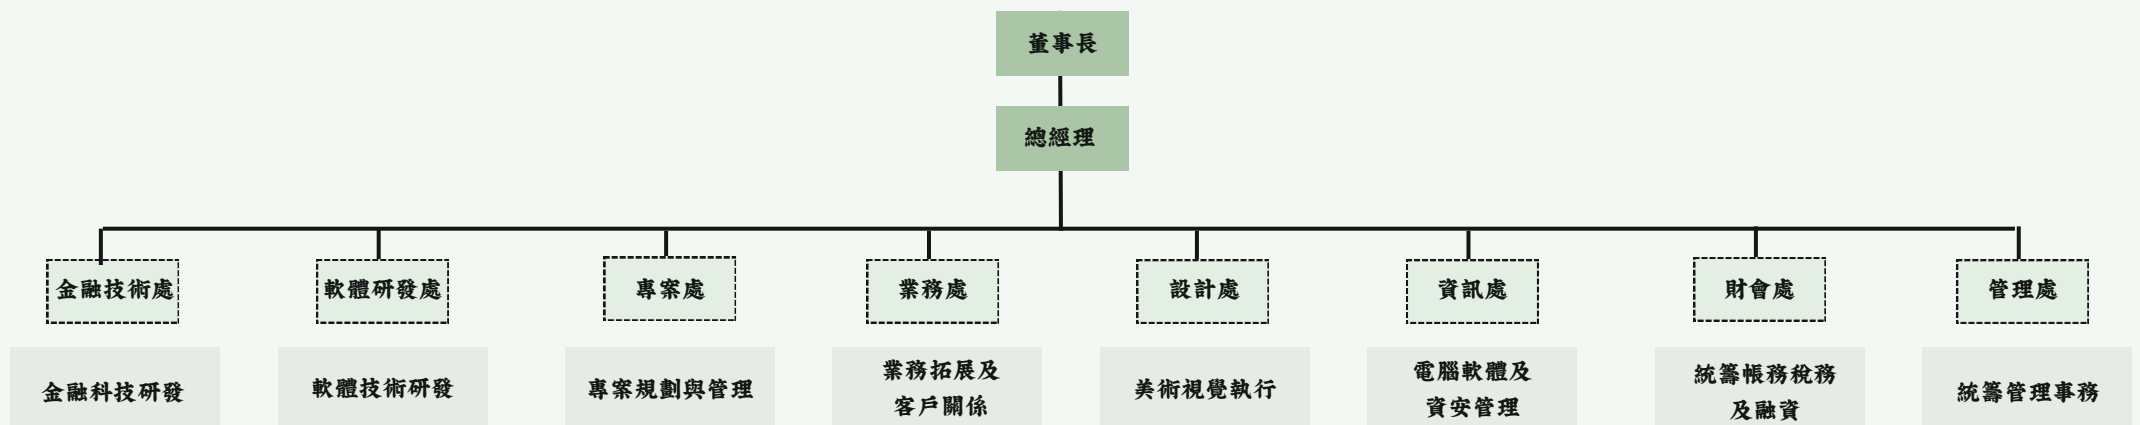 董事長
總經理
金融技術處
軟體研發處
專案處
業務處
設計處
資訊處
財會處
管理處
金融科技研發
軟體技術研發
專案規劃與管理
業務拓展及
客戶關係
美術視覺執行
電腦軟體及
資安管理
統籌帳務稅務
及融資
統籌管理事務